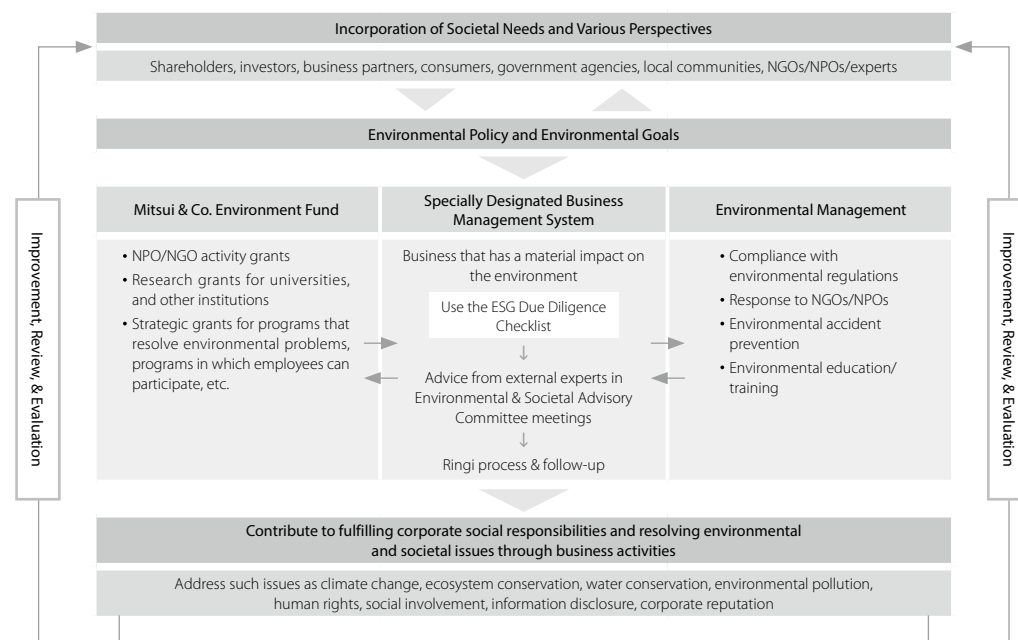 Incorporation of Societal Needs and Various Perspectives
Shareholders, investors, business partners, consumers, government agencies, local communities, NGOs/NPOs/experts
Environmental Policy and Environmental Goals
Improvement, Review, & Evaluation
Mitsui & Co. Environment Fund
• NPO/NGO activity grants
• Research grants for universities,
and other institutions
• Strategic grants for programs that
resolve environmental problems,
programs in which employees can
participate, etc.
Specially Designated Business
Management System
Business that has a material impact on
the environment
Use the ESG Due Diligence
Checklist
↓
Advice from external experts in
Environmental & Societal Advisory
Committee meetings
↓
Ringi process & follow-up
Environmental Management
• Compliance with
environmental regulations
• Response to NGOs/NPOs
• Environmental accident
prevention
• Environmental education/
training
Improvement, Review, & Evaluation
Contribute to fulfilling corporate social responsibilities and resolving environmental
and societal issues through business activities
Address such issues as climate change, ecosystem conservation, water conservation, environmental pollution,
human rights, social involvement, information disclosure, corporate reputation